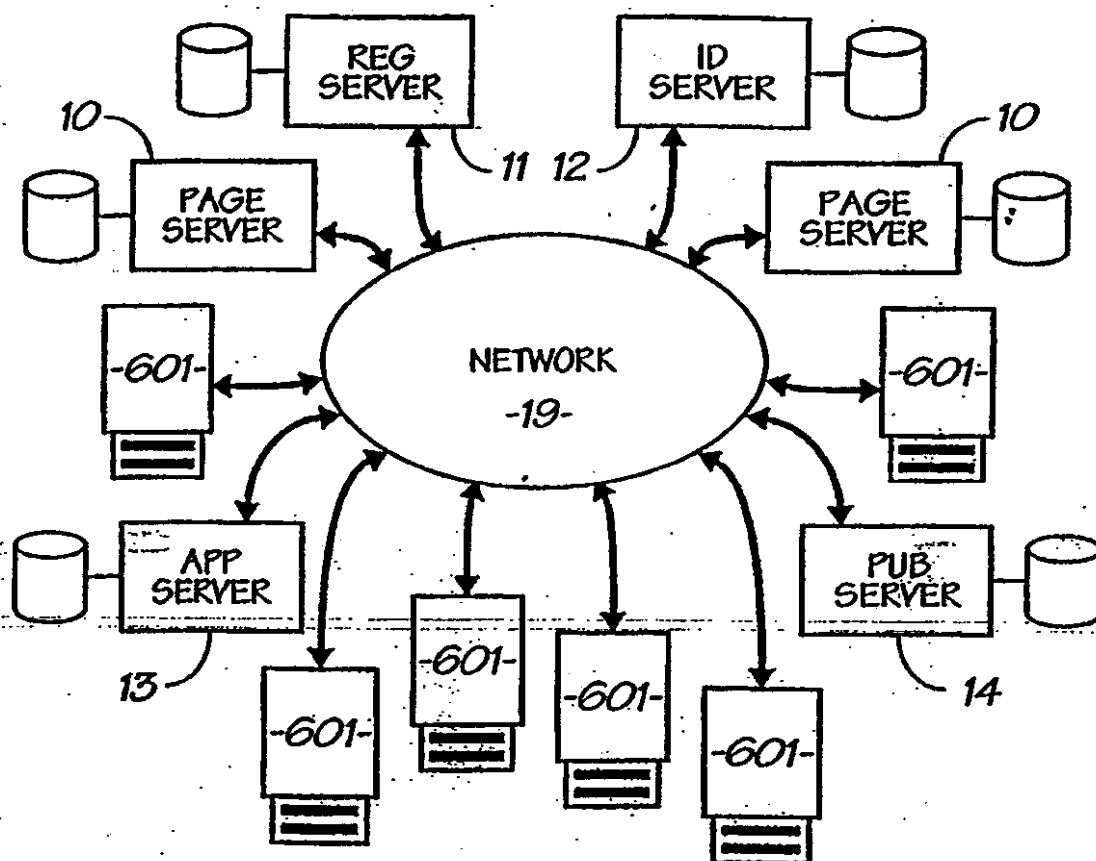 REG
SERVER
ID
SERVER
10
11
12
10
PAGE
SERVER
PAGE
SERVER
-601-
NETWORK
-19-
-601-
APP
SERVER
PUB
SERVER
13
-601-
-601-
-601-
-601-
14